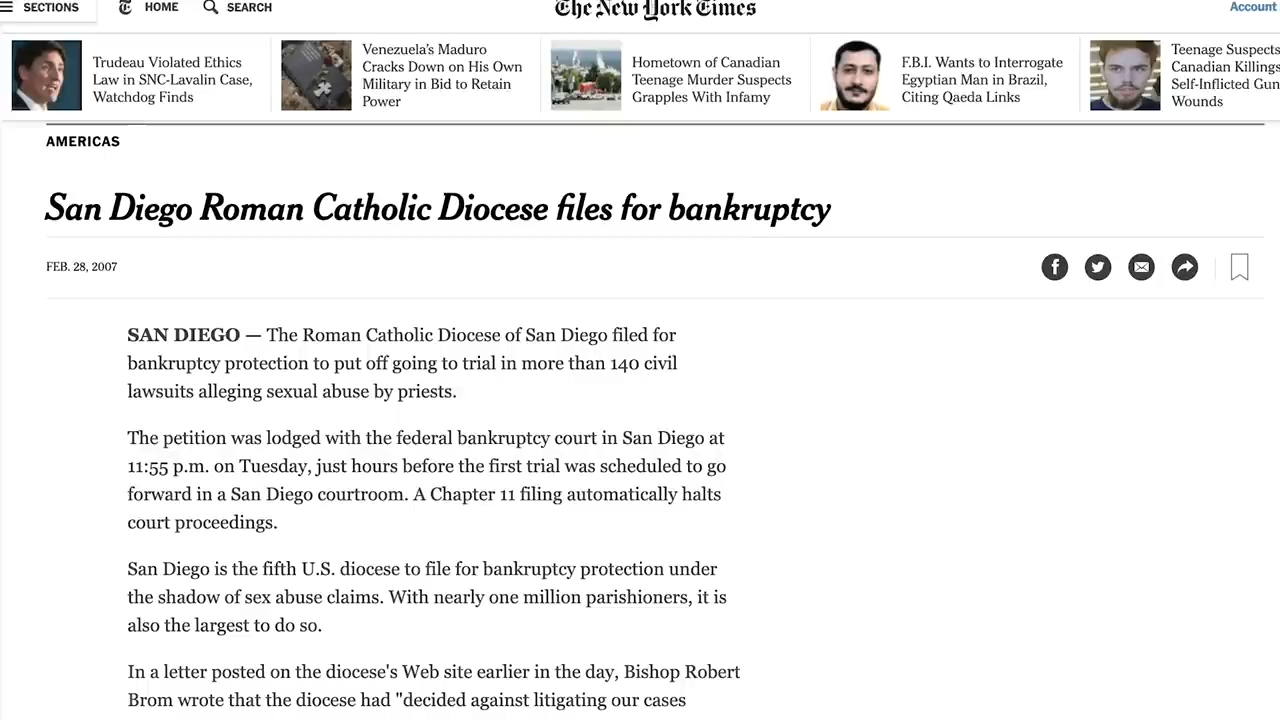 SECTIONS HOME SEARCH The New York Times Account
Trudeau Violated Ethics
Law in SNC-Lavalin Case,
Watchdog Finds
Venezuela's Maduro
Cracks Down on His Own
Military in Bid to Retain
Power
Hometown of Canadian
Teenage Murder Suspects
Grapples With Infamy
F.B.I. Wants to Interrogate
Egyptian Man in Brazil,
Citing Qaeda Links
Teenage Suspects
Canadian Killings
Self-Inflicted Gun
Wounds
AMERICAS
San Diego Roman Catholic Diocese files for bankruptcy
FEB. 28, 2007
SAN DIEGO — The Roman Catholic Diocese of San Diego filed for
bankruptcy protection to put off going to trial in more than 140 civil
lawsuits alleging sexual abuse by priests.
The petition was lodged with the federal bankruptcy court in San Diego at
11:55 p.m. on Tuesday, just hours before the first trial was scheduled to go
forward in a San Diego courtroom. A Chapter 11 filing automatically halts
court proceedings.
San Diego is the fifth U.S. diocese to file for bankruptcy protection under
the shadow of sex abuse claims. With nearly one million parishioners, it is
also the largest to do so.
In a letter posted on the diocese's Web site earlier in the day, Bishop Robert
Brom wrote that the diocese had "decided against litigating our cases